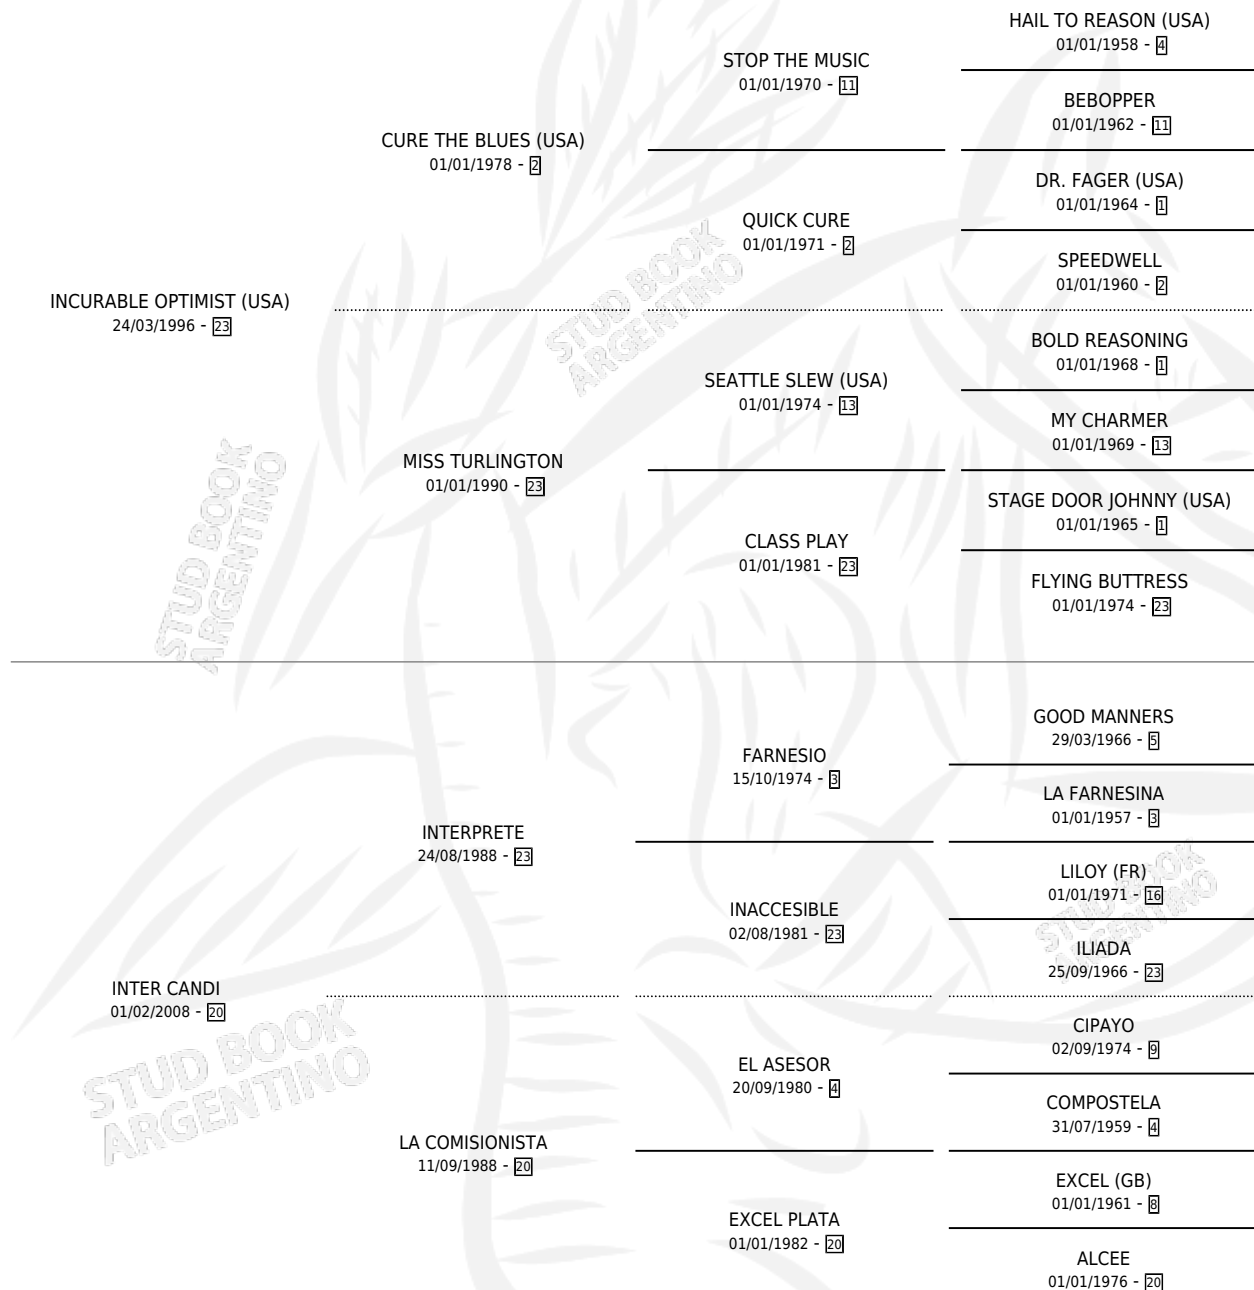 HAIL TO REASON (USA)
01/01/1958 - 4
STOP THE MUSIC
01/01/1970 - 11
BEBOPPER
01/01/1962 - 11
CURE THE BLUES (USA)
01/01/1978 - 2
DR. FAGER (USA)
01/01/1964 - 1
QUICK CURE
01/01/1971 - 2
SPEEDWELL
01/01/1960 - 2
INCURABLE OPTIMIST (USA)
24/03/1996 - 23
BOLD REASONING
01/01/1968 - 1
SEATTLE SLEW (USA)
01/01/1974 - 13
MY CHARMER
01/01/1969 - 13
MISS TURLINGTON
01/01/1990 - 23
STAGE DOOR JOHNNY (USA)
01/01/1965 - 1
CLASS PLAY
01/01/1981 - 23
FLYING BUTTRESS
01/01/1974 - 23
GOOD MANNERS
29/03/1966 - 5
FARNESIO
15/10/1974 - 3
LA FARNESINA
01/01/1957 - 3
INTERPRETE
24/08/1988 - 23
LILOY (FR)
01/01/1971 - 16
INACCESIBLE
02/08/1981 - 23
ILIADA
25/09/1966 - 23
INTER CANDI
01/02/2008 - 20
CIPAYO
02/09/1974 - 9
EL ASESOR
20/09/1980 - 4
COMPOSTELA
31/07/1959 - 4
LA COMISIONISTA
11/09/1988 - 20
EXCEL (GB)
01/01/1961 - 8
EXCEL PLATA
01/01/1982 - 20
ALCEE
01/01/1976 - 20
STUD BOOK
ARGENTINO
STUD BOOK
ARGENTINO
STUD BOOK
ARGENTINO
STUD BOOK
ARGENTINO